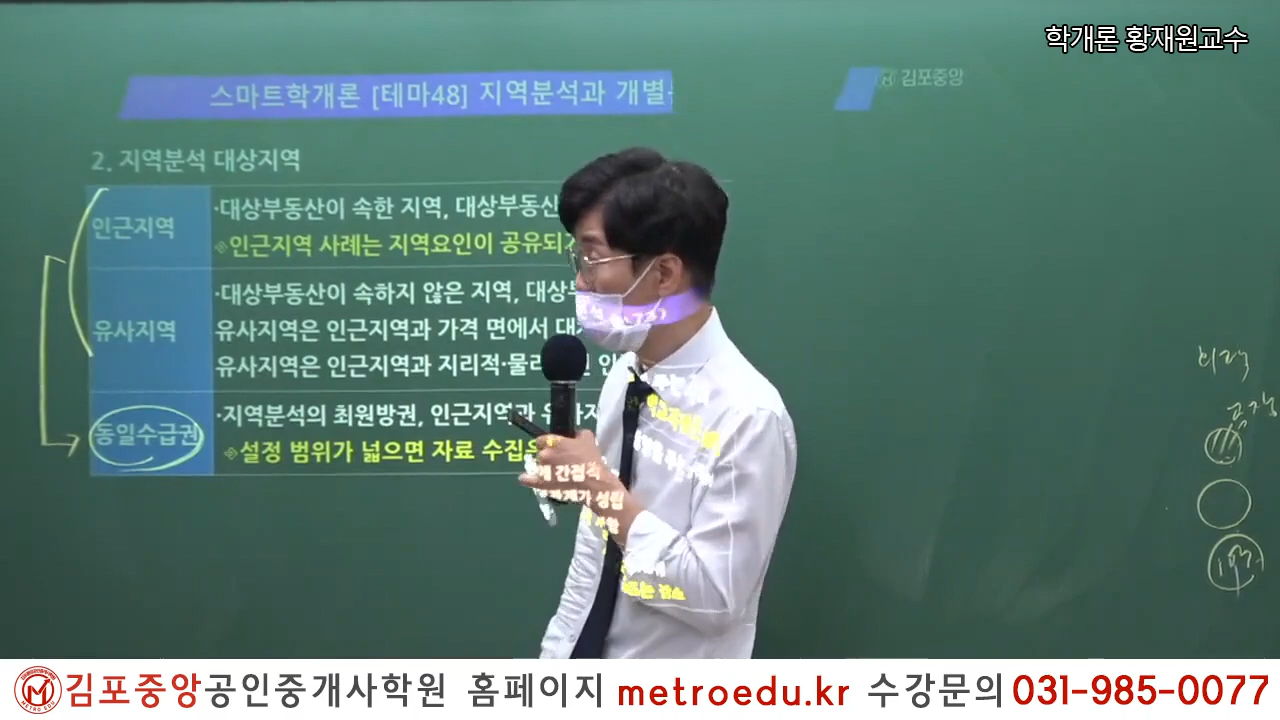 학개론 황재원교수
스마트학개론 [테마48] 지역분석과 개별
김포중앙
2. 지역분석 대상지역
인근지역
·대상부동산이 속한 지역, 대상부동산
인근지역 사례는 지역요인이 공유되
유사지역
·대상부동산이 속하지 않은 지역, 대상부
유사지역은 인근지역과 가격 면에서
유사지역은 인근지역과 지리적·물리
동일수급권
·지역분석의 최원방권, 인근지역과
설정 범위가 넓으면 자료 수집은
간접적
성립
METRO EDU
김포중앙공인중개사학원 홈페이지 metroedu.kr 수강문의 031-985-0077